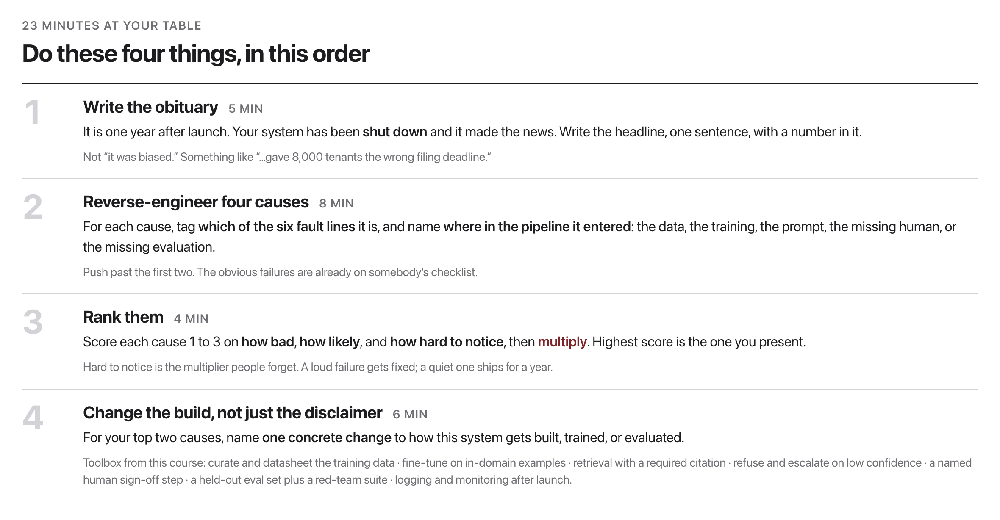 23 MINUTES AT YOUR TABLE
Do these four things, in this order
1
Write the obituary 5 MIN
It is one year after launch. Your system has been shut down and it made the news. Write the headline, one sentence, with a number in it.
Not “it was biased.” Something like “...gave 8,000 tenants the wrong filing deadline.”
2
Reverse-engineer four causes 8 MIN
For each cause, tag which of the six fault lines it is, and name where in the pipeline it entered: the data, the training, the prompt, the missing human, or
the missing evaluation.
Push past the first two. The obvious failures are already on somebody’s checklist.
3
Rank them 4 MIN
Score each cause 1 to 3 on how bad, how likely, and how hard to notice, then multiply. Highest score is the one you present.
Hard to notice is the multiplier people forget. A loud failure gets fixed; a quiet one ships for a year.
4
Change the build, not just the disclaimer 6 MIN
For your top two causes, name one concrete change to how this system gets built, trained, or evaluated.
Toolbox from this course: curate and datasheet the training data · fine-tune on in-domain examples · retrieval with a required citation · refuse and escalate on low confidence · a named
human sign-off step · a held-out eval set plus a red-team suite · logging and monitoring after launch.